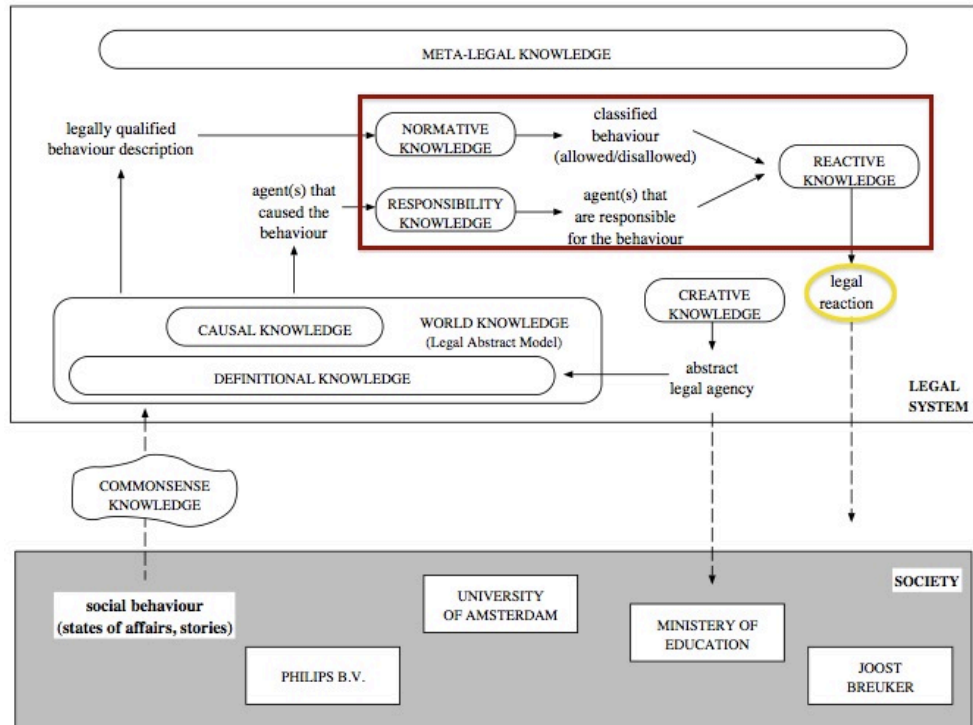 META-LEGAL KNOWLEDGE
legally qualified
behaviour description
NORMATIVE
KNOWLEDGE
classified
behaviour
(allowed/disallowed)
REACTIVE
KNOWLEDGE
agent(s) that
caused the
behaviour
RESPONSIBILITY
KNOWLEDGE
agent(s) that
are responsible
for the behaviour
legal
reaction
CREATIVE
KNOWLEDGE
CAUSAL KNOWLEDGE
WORLD KNOWLEDGE
(Legal Abstract Model)
DEFINITIONAL KNOWLEDGE
abstract
legal agency
LEGAL
SYSTEM
COMMONSENSE
KNOWLEDGE
SOCIETY
social behaviour
(states of affairs, stories)
UNIVERSITY
OF AMSTERDAM
MINISTERY OF
EDUCATION
PHILIPS B.V.
JOOST
BREUKER